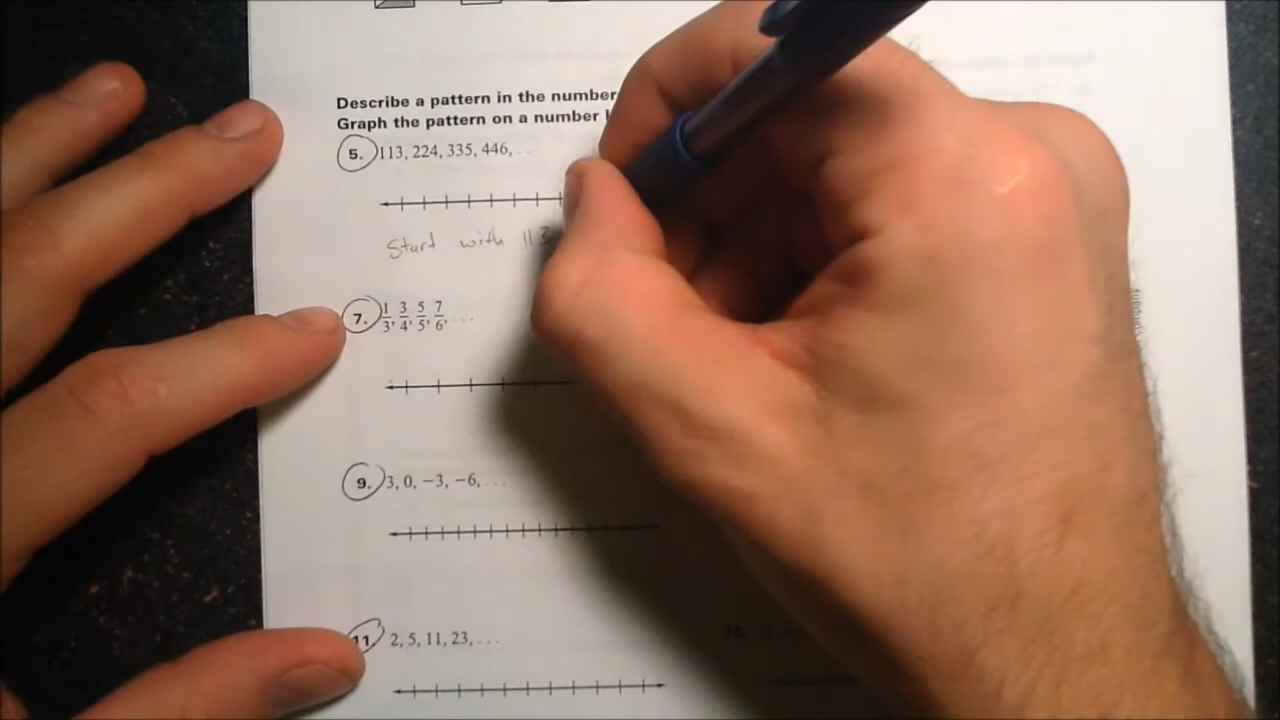 Describe a pattern in the number
Graph the pattern on a number
5. 113, 224, 335, 446, . . .
Start with 113
7. 1/3, 3/4, 5/5, 7/6, . . .
9. 3, 0, −3, −6, . . .
11. 2, 5, 11, 23, . . .
12.